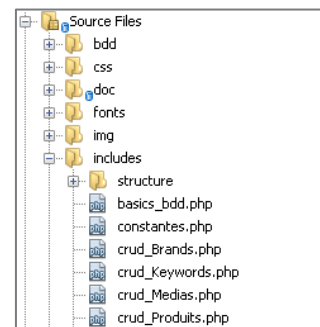 Source Files
bdd
css
doc
fonts
img
includes
structure
basics_bdd.php
constantes.php
crud_Brands.php
crud_Keywords.php
crud_Medias.php
crud_Produits.php